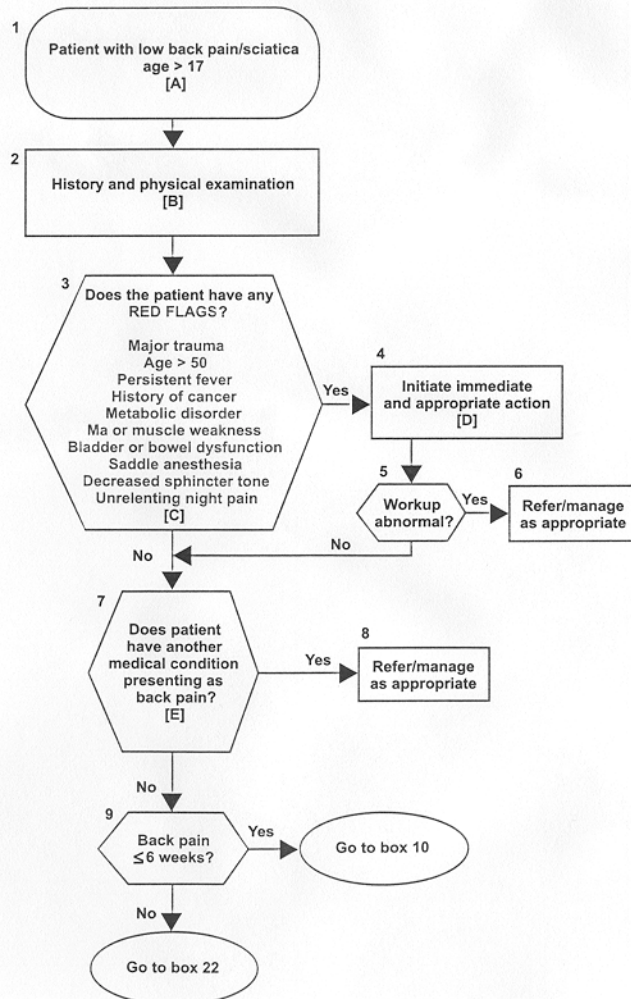 1
Patient with low back pain/sciatica
age > 17
[A]
2
History and physical examination
[B]
3
Does the patient have any
RED FLAGS?
Major trauma
Age > 50
Persistent fever
History of cancer
Metabolic disorder
Ma or muscle weakness
Bladder or bowel dysfunction
Saddle anesthesia
Decreased sphincter tone
Unrelenting night pain
[C]
Yes
4
Initiate immediate
and appropriate action
[D]
5
Workup
abnormal?
Yes
6
Refer/manage
as appropriate
No
No
7
Does patient
have another
medical condition
presenting as
back pain?
[E]
Yes
8
Refer/manage
as appropriate
No
9
Back pain
≤6 weeks?
Yes
Go to box 10
No
Go to box 22